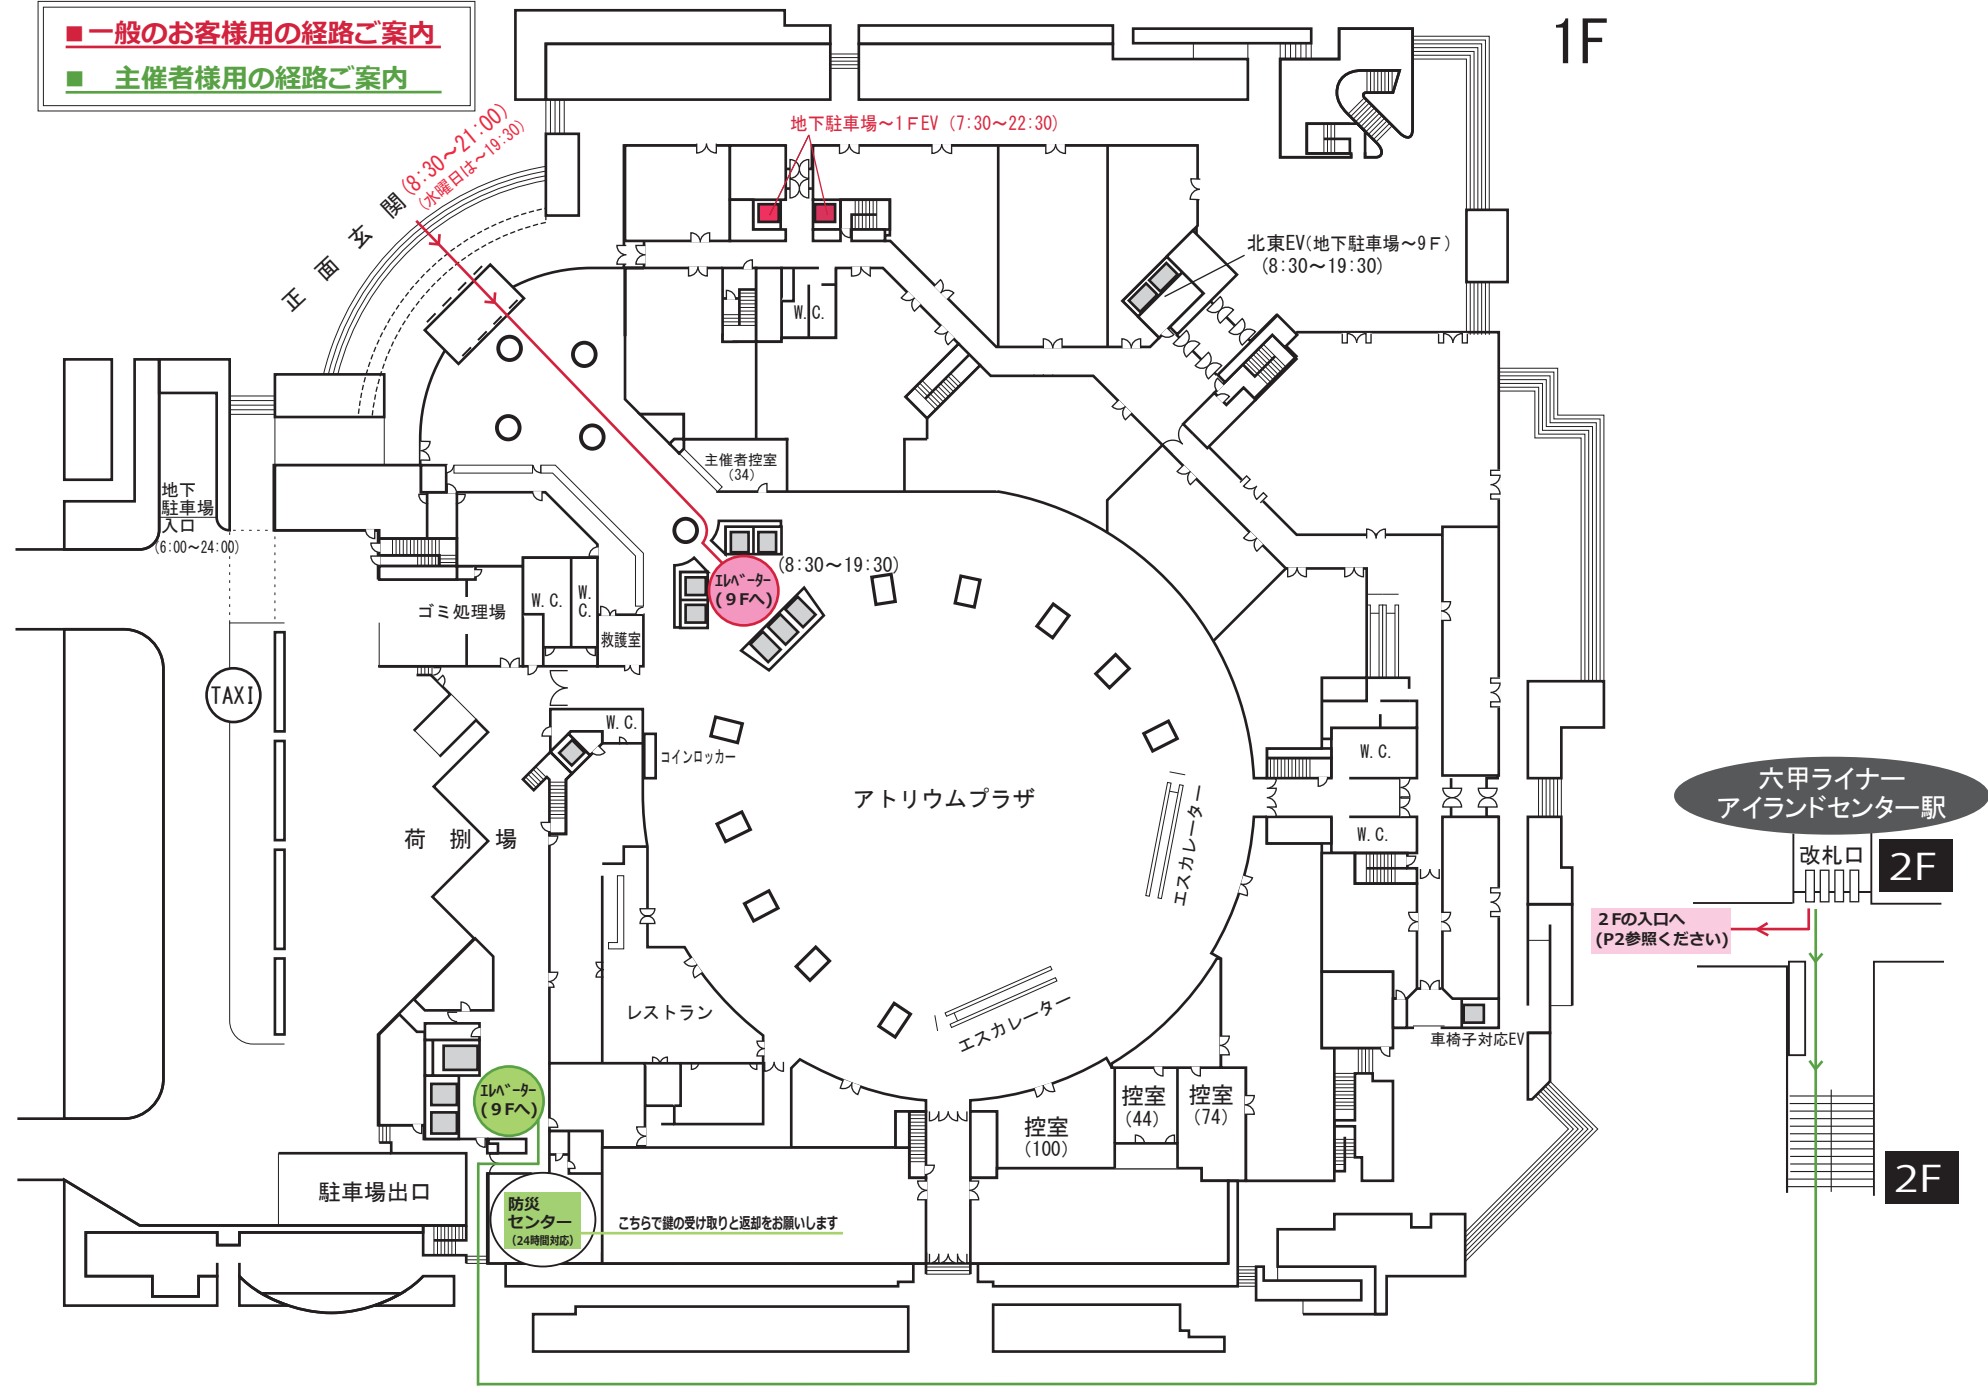 ■一般のお客様用の経路ご案内
■　主催者様用の経路ご案内
1F
地下駐車場～1FEV (7:30～22:30)
(8:30～21:00)
(水曜日は～19:30)
正面玄関
北東EV(地下駐車場～9F)
(8:30～19:30)
W.C.
主催者控室
(34)
地下
駐車場
入口
(6:00～24:00)
(8:30～19:30)
エレベーター
(9Fへ)
ゴミ処理場
W.C.
W.
C.
救護室
TAXI
W.C.
コインロッカー
W.C.
アトリウムプラザ
エスカレーター
六甲ライナー
アイランドセンター駅
荷捌場
W.C.
改札口
2F
2Fの入口へ
(P2参照ください)
レストラン
エスカレーター
車椅子対応EV
エレベーター
(9Fへ)
控室
(44)
控室
(74)
控室
(100)
駐車場出口
2F
防災
センター
(24時間対応)
こちらで鍵の受け取りと返却をお願いします